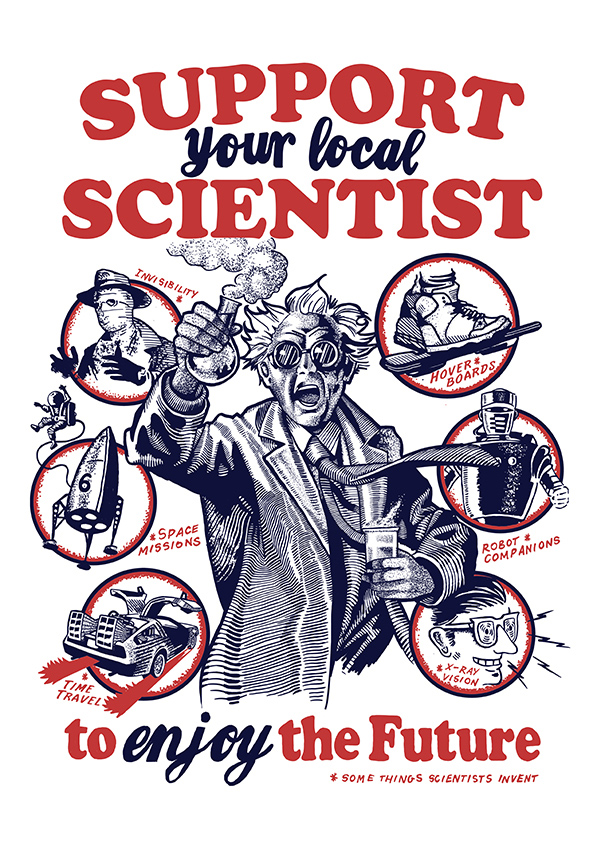 SUPPORT
your local
SCIENTIST
INVISIBILITY
*
HOVER*
BOARDS
6
*SPACE
MISSIONS
ROBOT*
COMPANIONS
*
TIME
TRAVEL
*X-RAY
VISION
to enjoy the Future
* SOME THINGS SCIENTISTS INVENT